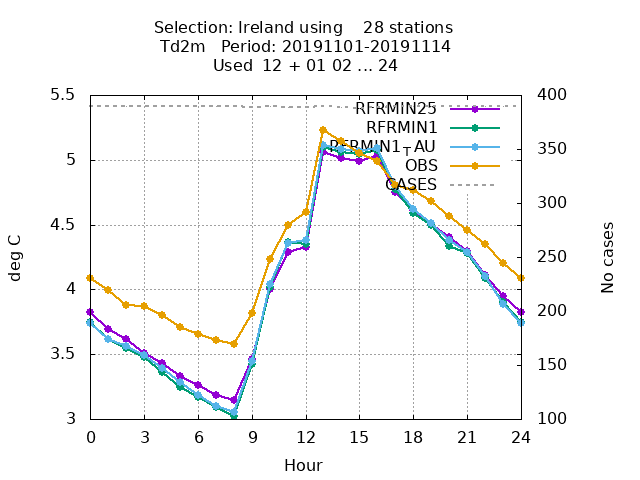 Selection: Ireland using    28 stations
Td2m   Period: 20191101-20191114
Used  12 + 01 02 ... 24
5.5
5
4.5
4
3.5
3
deg C
400
350
300
250
200
150
100
No cases
RFRMIN25
RFRMIN1
RFRMIN1┬AU
OBS
CASES
0 3 6 9 12 15 18 21 24
Hour